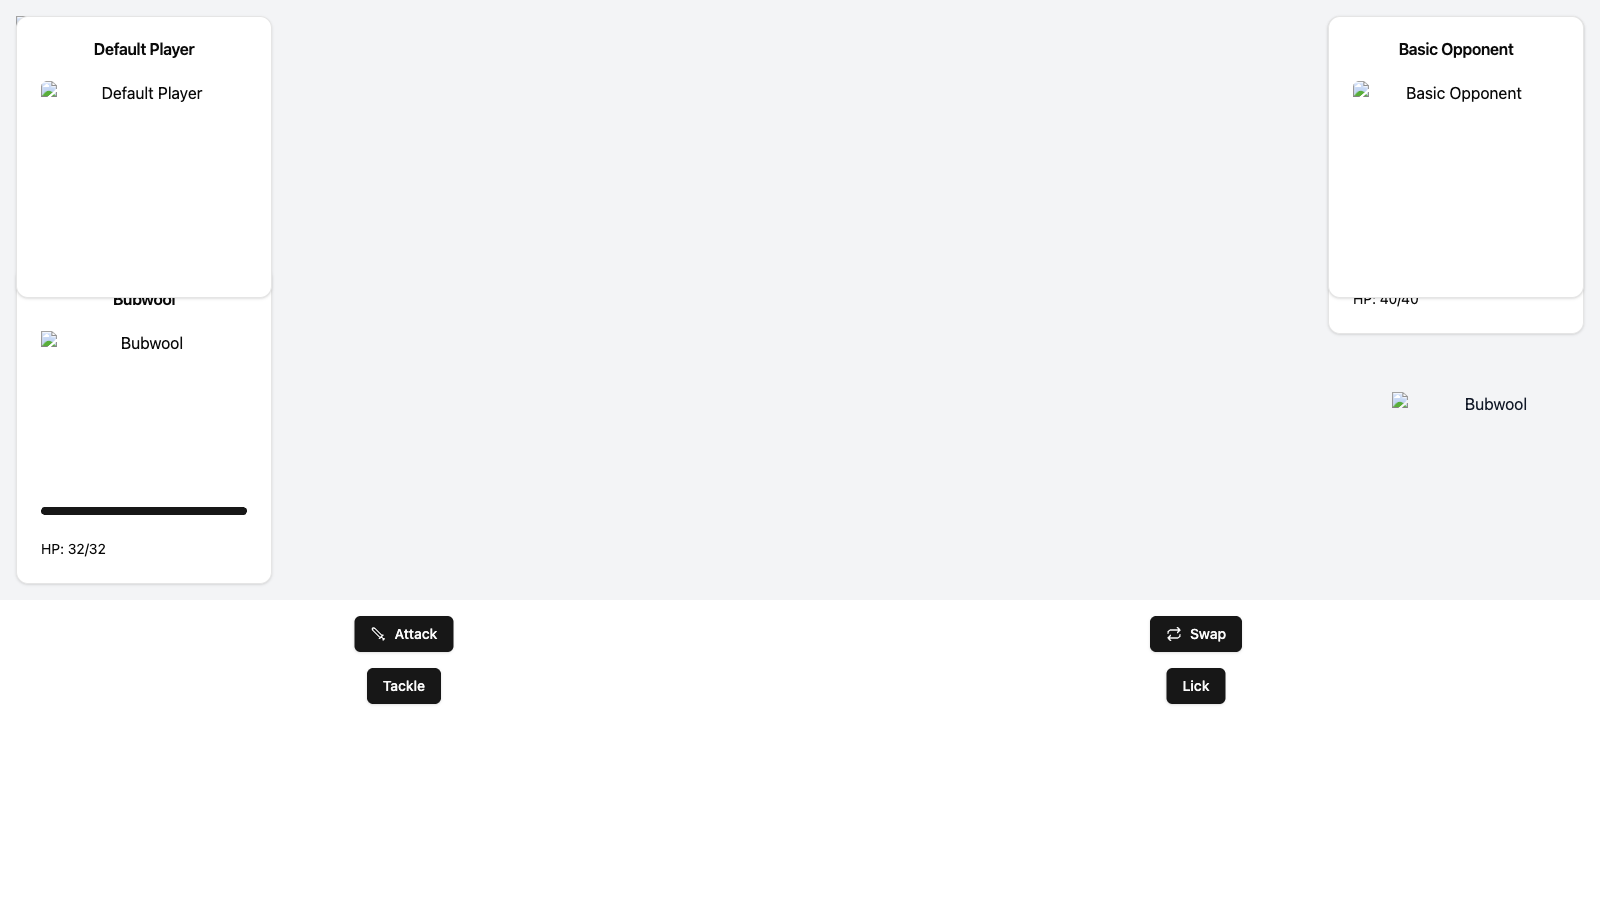 Default Player
Default Player
Bubwool
Bubwool
HP: 32/32
Basic Opponent
Basic Opponent
HP: 40/40
Bubwool
Attack
Swap
Tackle
Lick